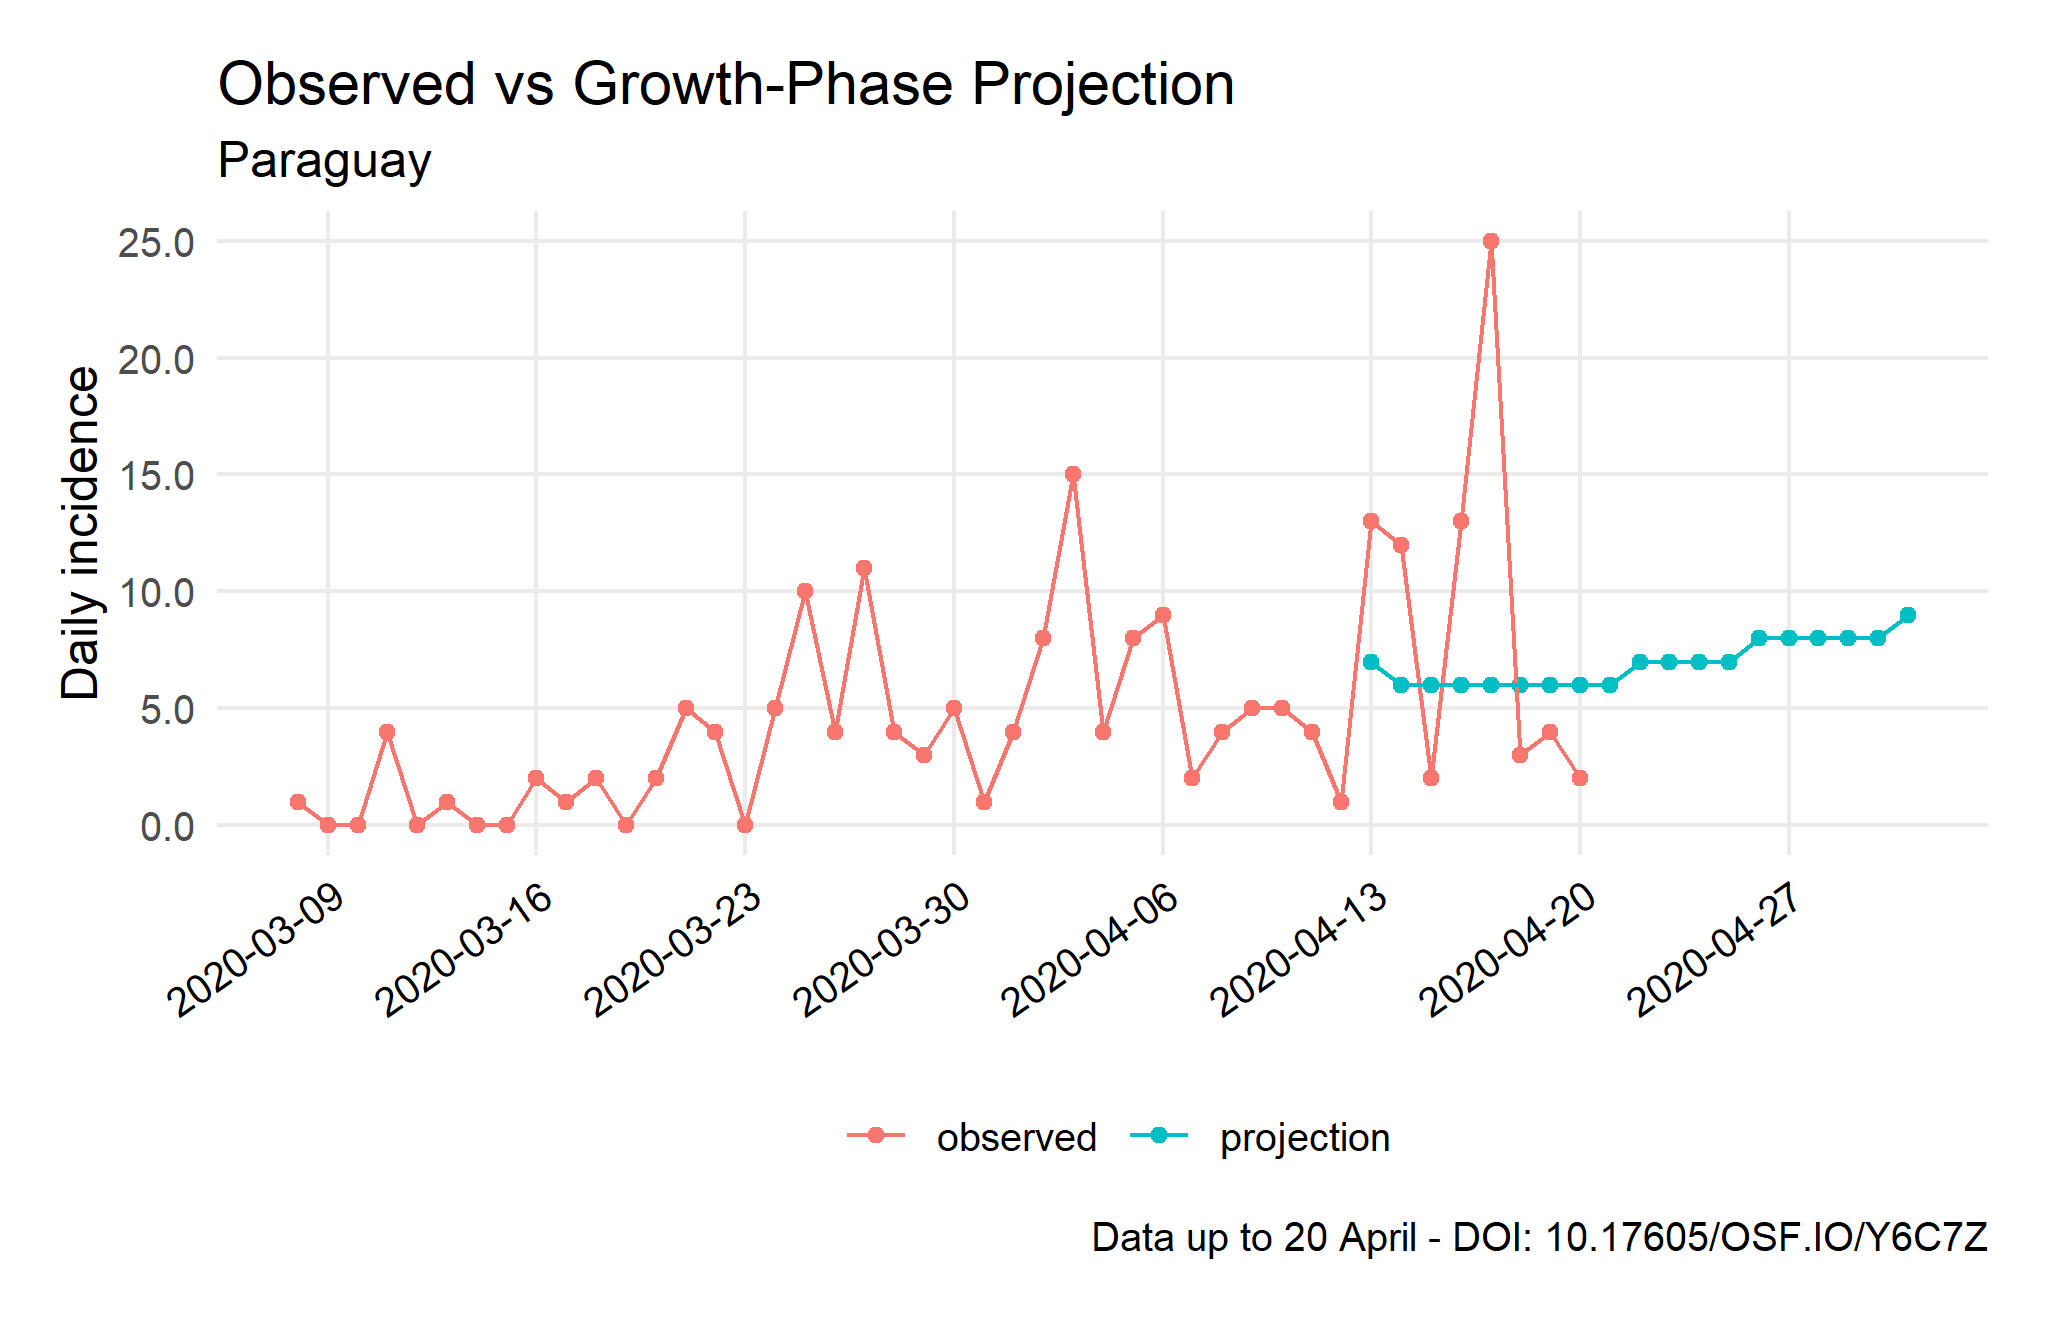 Observed vs Growth-Phase Projection
Paraguay
Daily incidence
25.0
20.0
15.0
10.0
5.0
0.0
2020-03-09
2020-03-16
2020-03-23
2020-03-30
2020-04-06
2020-04-13
2020-04-20
2020-04-27
observed
projection
Data up to 20 April - DOI: 10.17605/OSF.IO/Y6C7Z